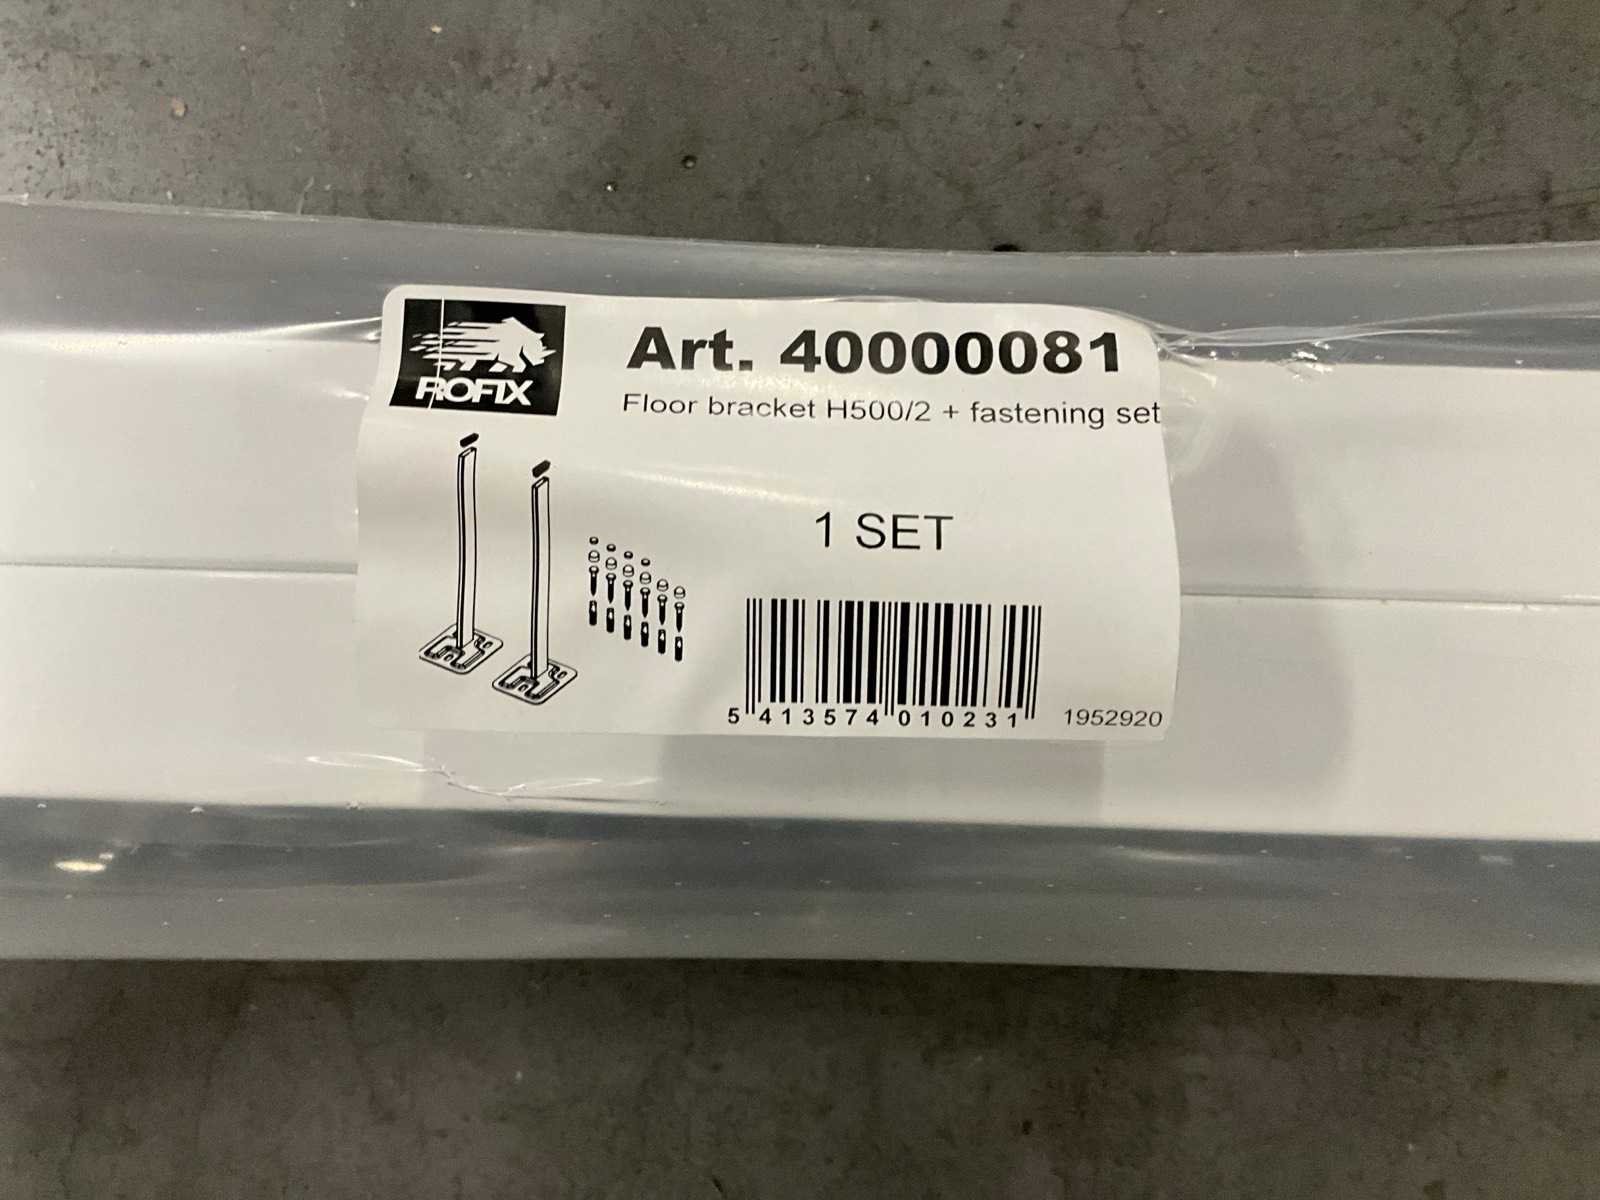 ROFIX
Art. 40000081
Floor bracket H500/2 + fastening set
1 SET
5 413574 010231
1952920